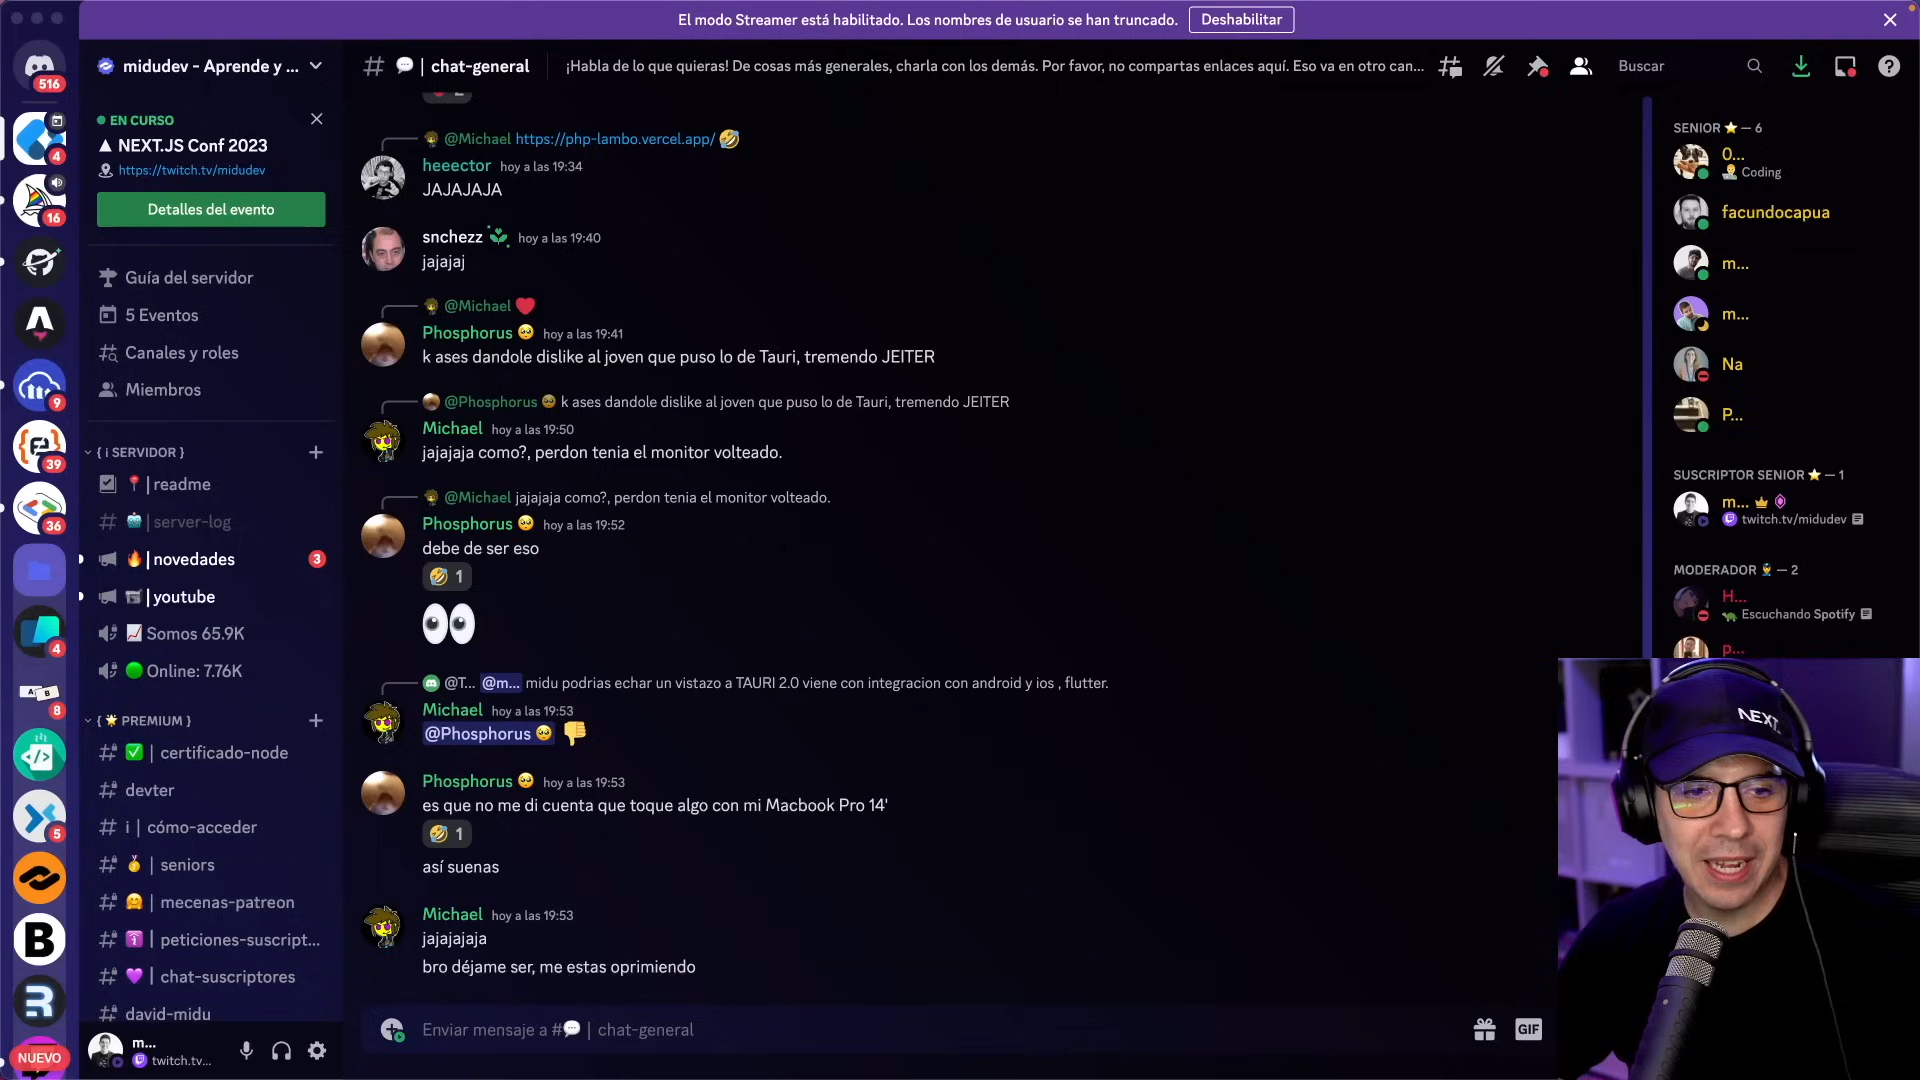 El modo Streamer está habilitado. Los nombres de usuario se han truncado.
Deshabilitar
516
4
16
9
39
36
4
8
5
NUEVO
midudev - Aprende y ...
EN CURSO
NEXT.JS Conf 2023
https://twitch.tv/midudev
Detalles del evento
Guía del servidor
5 Eventos
Canales y roles
Miembros
{ i SERVIDOR }
| readme
| server-log
| novedades
3
| youtube
Somos 65.9K
Online: 7.76K
{ 🌟 PREMIUM }
✅ | certificado-node
devter
i | cómo-acceder
🥇 | seniors
🤗 | mecenas-patreon
| peticiones-suscript...
💜 | chat-suscriptores
david-midu
m...
twitch.tv...
# 💬 | chat-general
¡Habla de lo que quieras! De cosas más generales, charla con los demás. Por favor, no compartas enlaces aquí. Eso va en otro can...
Buscar
2
@Michael https://php-lambo.vercel.app/ 🤣
heeector hoy a las 19:34
JAJAJAJA
snchezz hoy a las 19:40
jajajaj
@Michael ❤️
Phosphorus 🥺 hoy a las 19:41
k ases dandole dislike al joven que puso lo de Tauri, tremendo JEITER
@Phosphorus 🥺 k ases dandole dislike al joven que puso lo de Tauri, tremendo JEITER
Michael hoy a las 19:50
jajajaja como?, perdon tenia el monitor volteado.
@Michael jajajaja como?, perdon tenia el monitor volteado.
Phosphorus 🥺 hoy a las 19:52
debe de ser eso
🤣 1
👀
@T... @m... midu podrias echar un vistazo a TAURI 2.0 viene con integracion con android y ios , flutter.
Michael hoy a las 19:53
@Phosphorus 🥺 👎
Phosphorus 🥺 hoy a las 19:53
es que no me di cuenta que toque algo con mi Macbook Pro 14'
🤣 1
así suenas
Michael hoy a las 19:53
jajajajaja
bro déjame ser, me estas oprimiendo
Enviar mensaje a #💬 | chat-general
GIF
SENIOR ⭐ — 6
0...
Coding
facundocapua
m...
m...
Na
P...
SUSCRIPTOR SENIOR ⭐ — 1
m...
twitch.tv/midudev
MODERADOR 👮 — 2
H...
Escuchando Spotify
p...
NEXT
B
R
A B